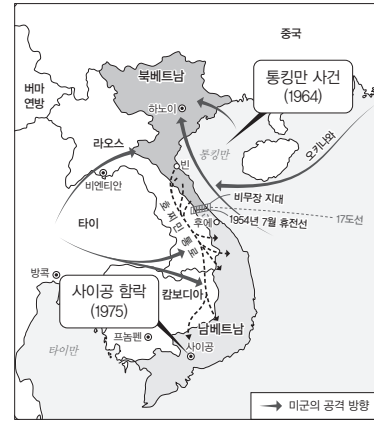 중국
북베트남
통킹만 사건
(1964)
버마
연방
하노이
라오스
통킹만
오키나와
빈
비엔티안
비무장 지대
17도선
후에
1954년 7월 휴전선
호찌민 통로
타이
방콕
사이공 함락
(1975)
캄보디아
남베트남
프놈펜
사이공
타이만
미군의 공격 방향